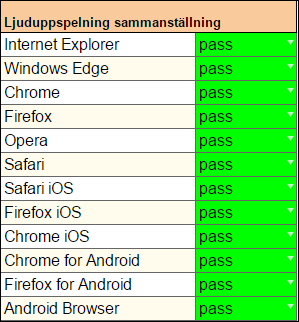 Ljuduppspelning sammanställning
Internet Explorer pass
Windows Edge pass
Chrome pass
Firefox pass
Opera pass
Safari pass
Safari iOS pass
Firefox iOS pass
Chrome iOS pass
Chrome for Android pass
Firefox for Android pass
Android Browser pass